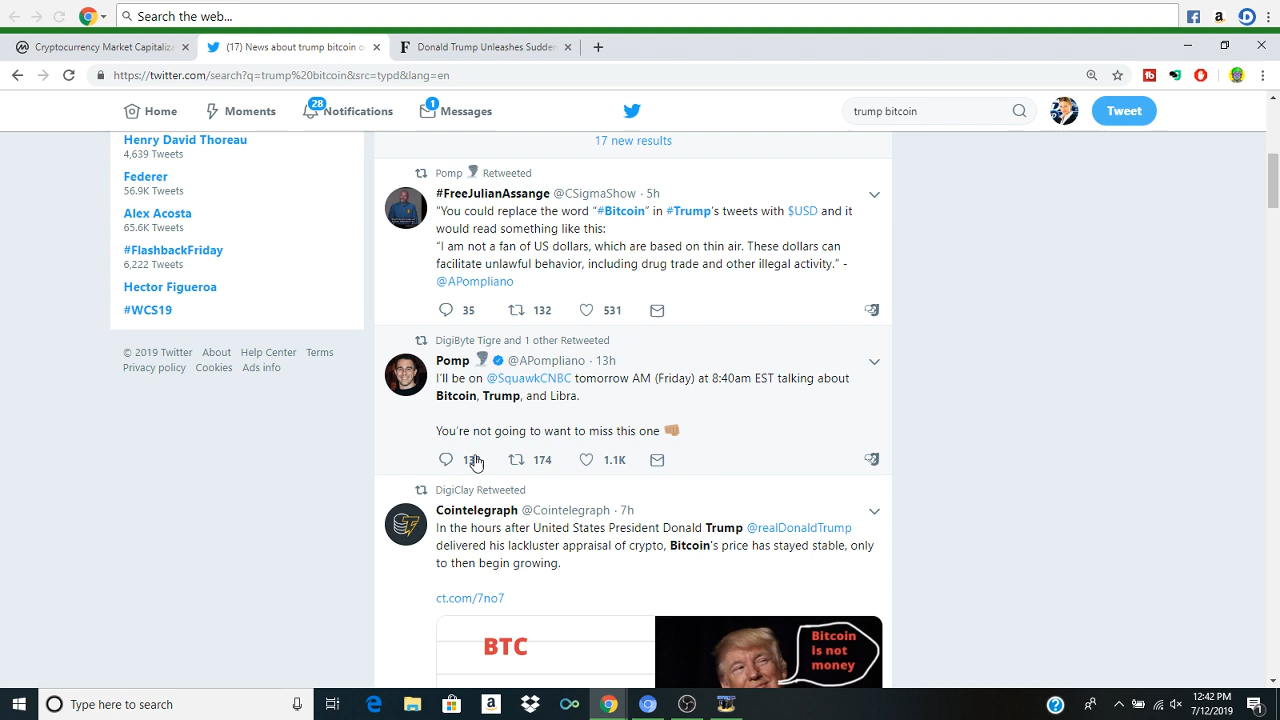 Search the web...
Cryptocurrency Market Capitaliza
(17) News about trump bitcoin o
Donald Trump Unleashes Sudden
https://twitter.com/search?q=trump%20bitcoin&src=typd&lang=en
Home
Moments
28
Notifications
1
Messages
trump bitcoin
Tweet
Henry David Thoreau
4,639 Tweets
Federer
56.9K Tweets
Alex Acosta
65.6K Tweets
#FlashbackFriday
6,222 Tweets
Hector Figueroa
#WCS19
© 2019 Twitter About Help Center Terms
Privacy policy Cookies Ads info
17 new results
Pomp Retweeted
#FreeJulianAssange @CSigmaShow · 5h
"You could replace the word “#Bitcoin” in #Trump's tweets with $USD and it
would read something like this:
“I am not a fan of US dollars, which are based on thin air. These dollars can
facilitate unlawful behavior, including drug trade and other illegal activity.” -
@APompliano
35 132 531
DigiByte Tigre and 1 other Retweeted
Pomp @APompliano · 13h
I'll be on @SquawkCNBC tomorrow AM (Friday) at 8:40am EST talking about
Bitcoin, Trump, and Libra.
You're not going to want to miss this one
174 1.1K
DigiClay Retweeted
Cointelegraph @Cointelegraph · 7h
In the hours after United States President Donald Trump @realDonaldTrump
delivered his lackluster appraisal of crypto, Bitcoin's price has stayed stable, only
to then begin growing.
ct.com/7no7
BTC
Bitcoin
is not
money
Type here to search
12:42 PM
7/12/2019